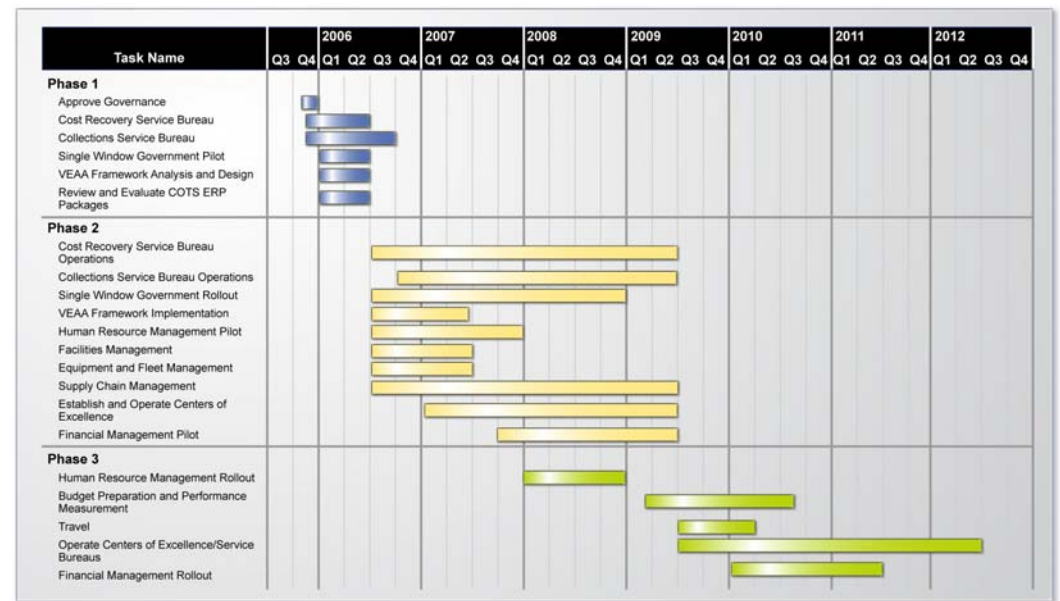 2006 2007 2008 2009 2010 2011 2012
Task Name Q3 Q4 Q1 Q2 Q3 Q4 Q1 Q2 Q3 Q4 Q1 Q2 Q3 Q4 Q1 Q2 Q3 Q4 Q1 Q2 Q3 Q4 Q1 Q2 Q3 Q4 Q1 Q2 Q3 Q4
Phase 1
Approve Governance
Cost Recovery Service Bureau
Collections Service Bureau
Single Window Government Pilot
VEAA Framework Analysis and Design
Review and Evaluate COTS ERP
Packages
Phase 2
Cost Recovery Service Bureau
Operations
Collections Service Bureau Operations
Single Window Government Rollout
VEAA Framework Implementation
Human Resource Management Pilot
Facilities Management
Equipment and Fleet Management
Supply Chain Management
Establish and Operate Centers of
Excellence
Financial Management Pilot
Phase 3
Human Resource Management Rollout
Budget Preparation and Performance
Measurement
Travel
Operate Centers of Excellence/Service
Bureaus
Financial Management Rollout